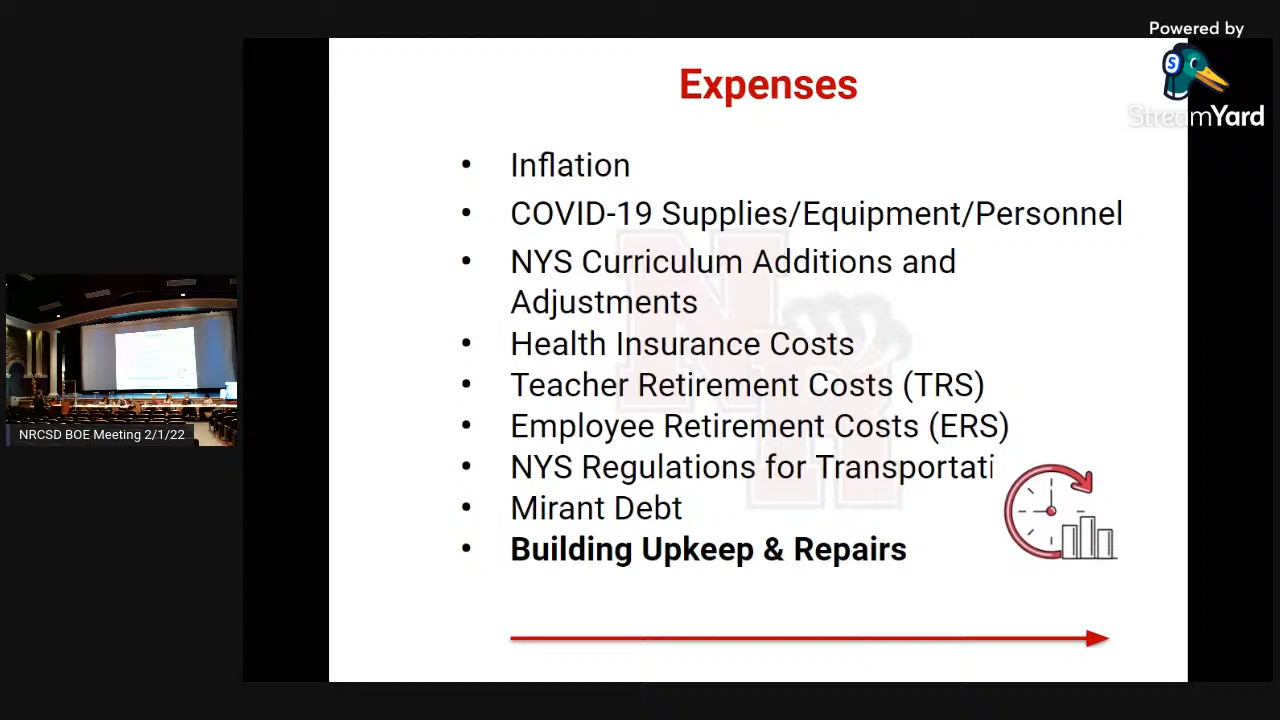 Powered by
StreamYard
Expenses
• Inflation
• COVID-19 Supplies/Equipment/Personnel
• NYS Curriculum Additions and
Adjustments
• Health Insurance Costs
• Teacher Retirement Costs (TRS)
• Employee Retirement Costs (ERS)
• NYS Regulations for Transportati
• Mirant Debt
• Building Upkeep & Repairs
NRCSD BOE Meeting 2/1/22